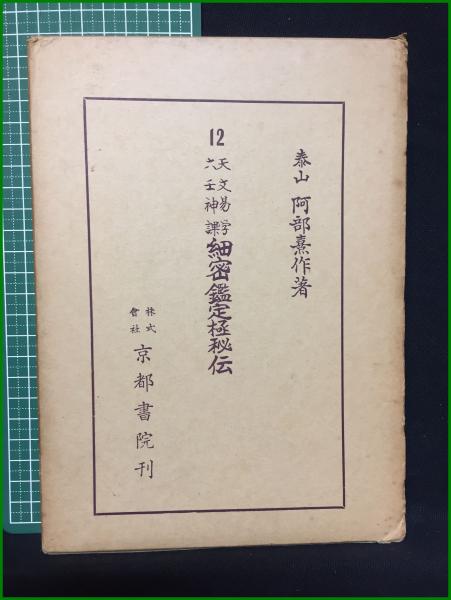 泰山 阿部熹作著
12
天文易学
六壬神課
細密鑑定極秘伝
株式
會社
京都書院刊